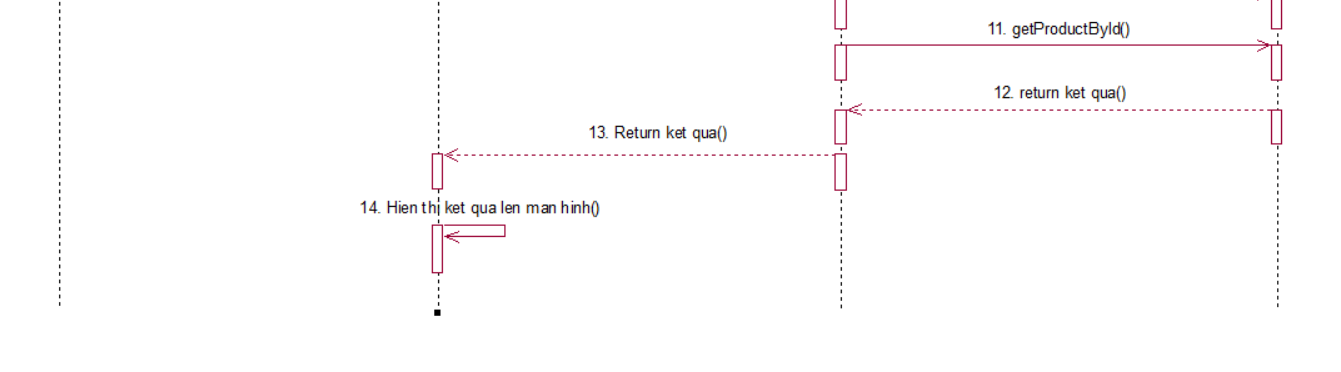 11. getProductById()
12. return ket qua()
13. Return ket qua()
14. Hien thi ket qua len man hinh()